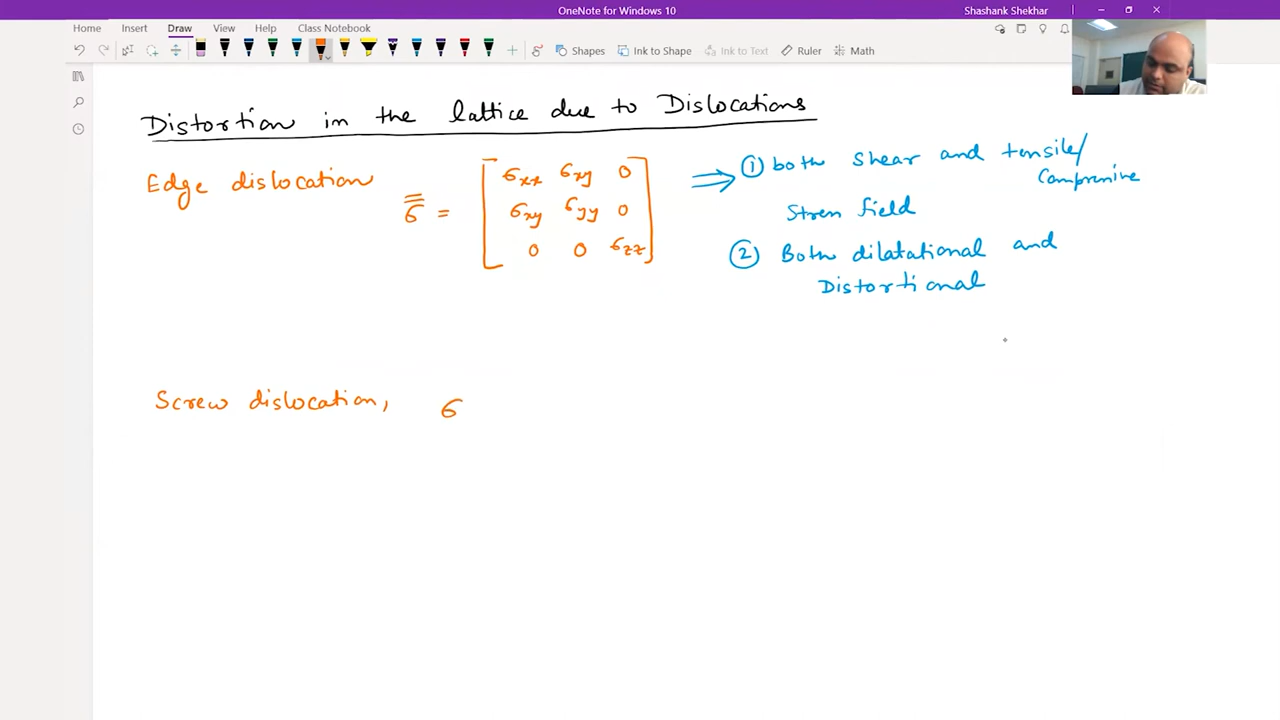 OneNote for Windows 10
Shashank Shekhar
Home Insert Draw View Help Class Notebook
Shapes Ink to Shape Ink to Text Ruler Math
Distortion in the lattice due to Dislocations
Edge dislocation
σ =
σxx σxy 0
σxy σyy 0
0 0 σzz
⇒ ① both shear and tensile/
Compressive
Stress field
② Both dilatational and
Distortional
Screw dislocation, σ